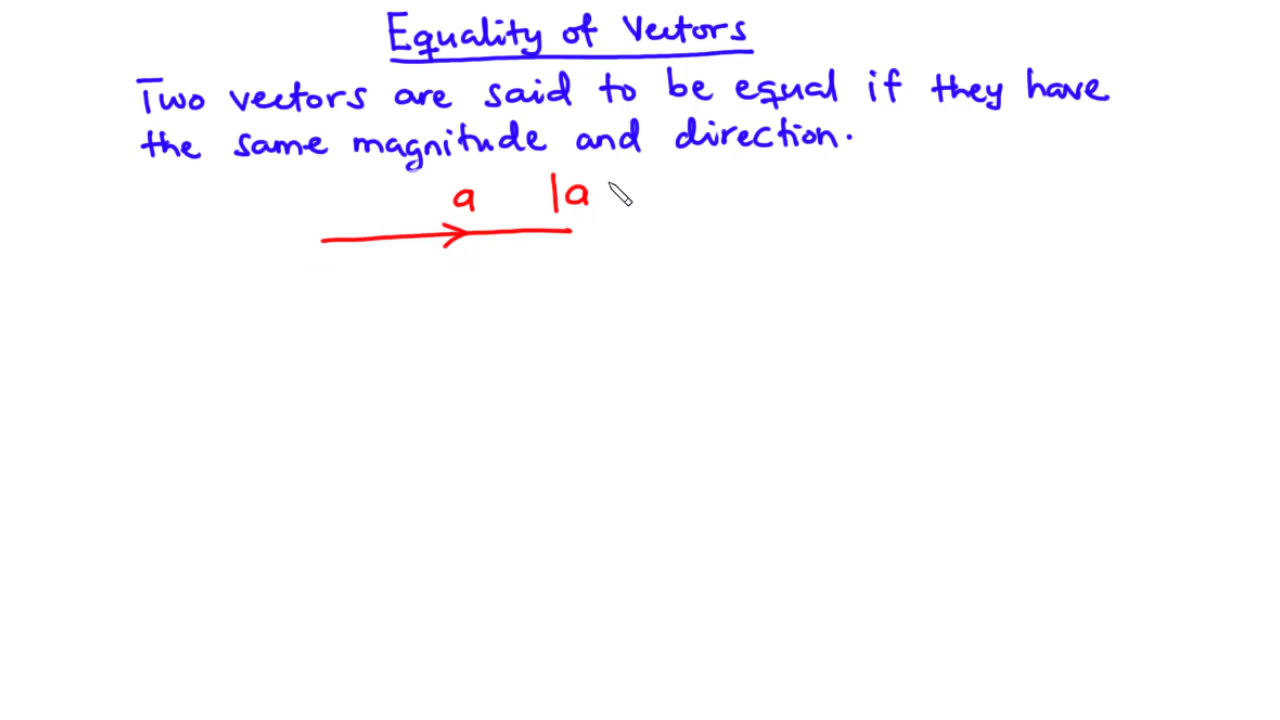 Equality of Vectors
Two vectors are said to be equal if they have
the same magnitude and direction.
a |a